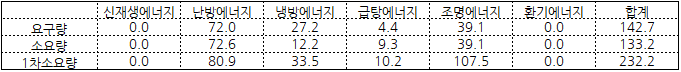 신재생에너지 난방에너지 냉방에너지 급탕에너지 조명에너지 환기에너지 합계
요구량 0.0 72.0 27.2 4.4 39.1 0.0 142.7
소요량 0.0 72.6 12.2 9.3 39.1 0.0 133.2
1차소요량 0.0 80.9 33.5 10.2 107.5 0.0 232.2